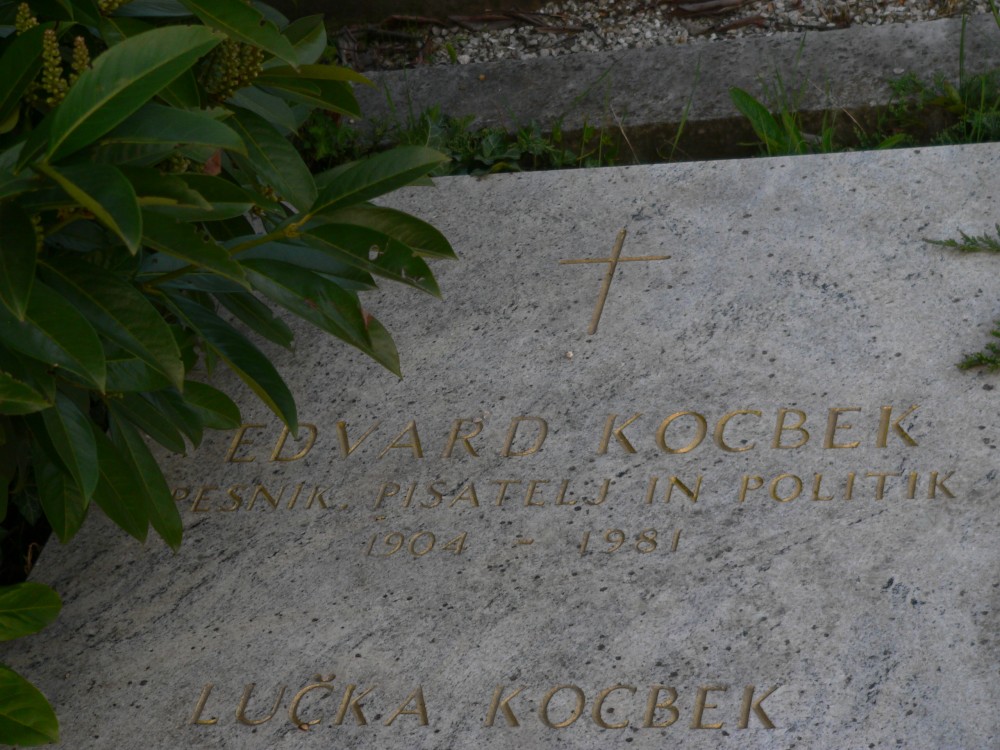 EDVARD KOCBEK
PESNIK, PISATELJ IN POLITIK
1904 - 1981
LUČKA KOCBEK